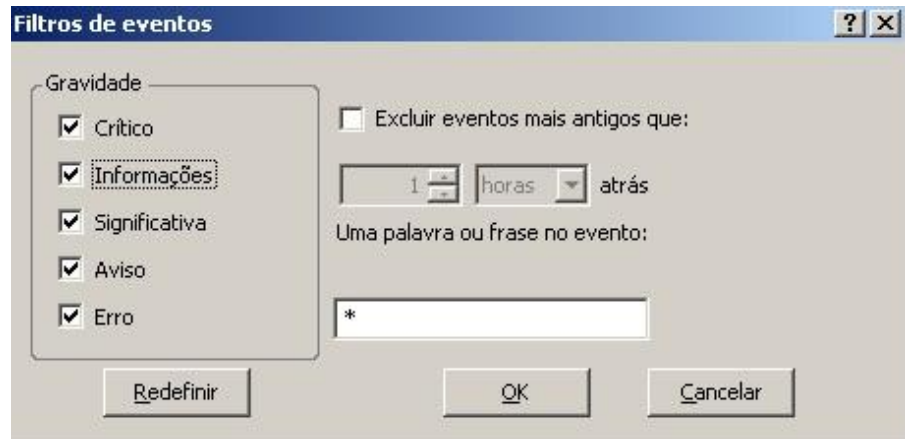 Filtros de eventos
Gravidade
Crítico
Informações
Significativa
Aviso
Erro
Excluir eventos mais antigos que:
1 horas atrás
Uma palavra ou frase no evento:
*
Redefinir OK Cancelar